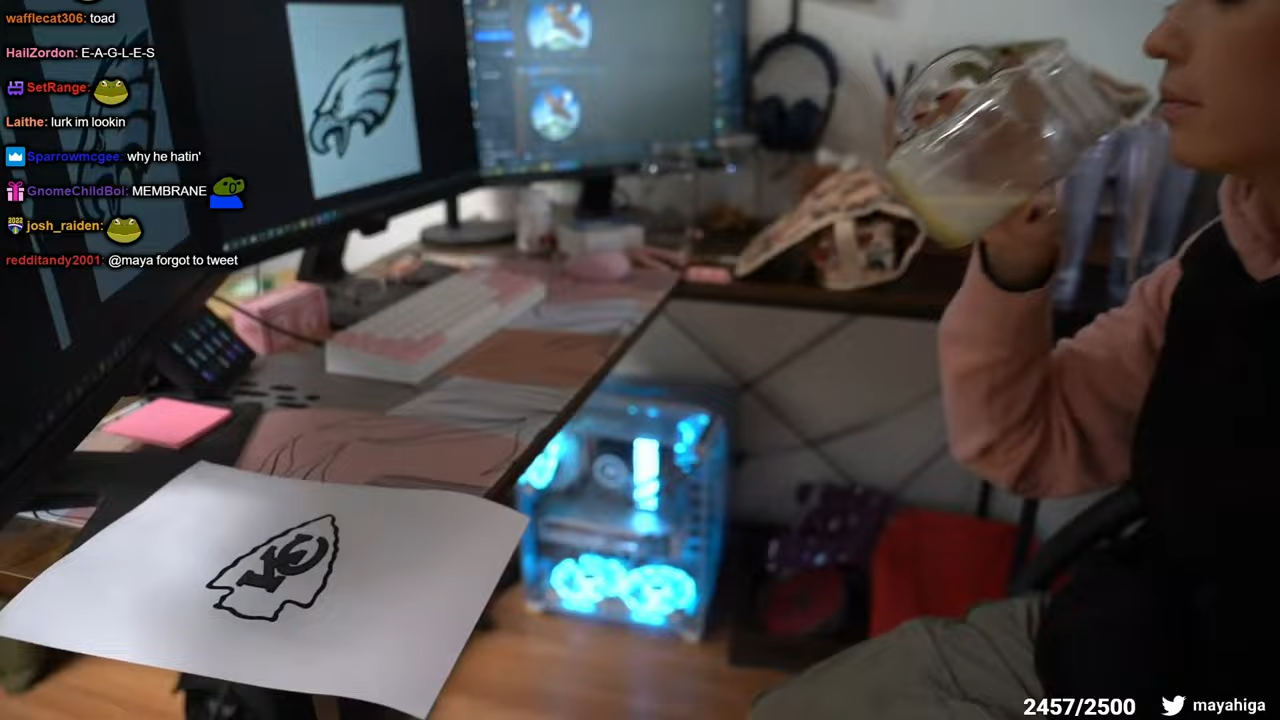 wafflecat306: toad
HailZordon: E-A-G-L-E-S
SetRange:
Laithe: lurk im lookin
Sparrowmcgee: why he hatin'
GnomeChildBoi: MEMBRANE
josh_raiden:
redditandy2001: @maya forgot to tweet
KC
2457/2500
mayahiga